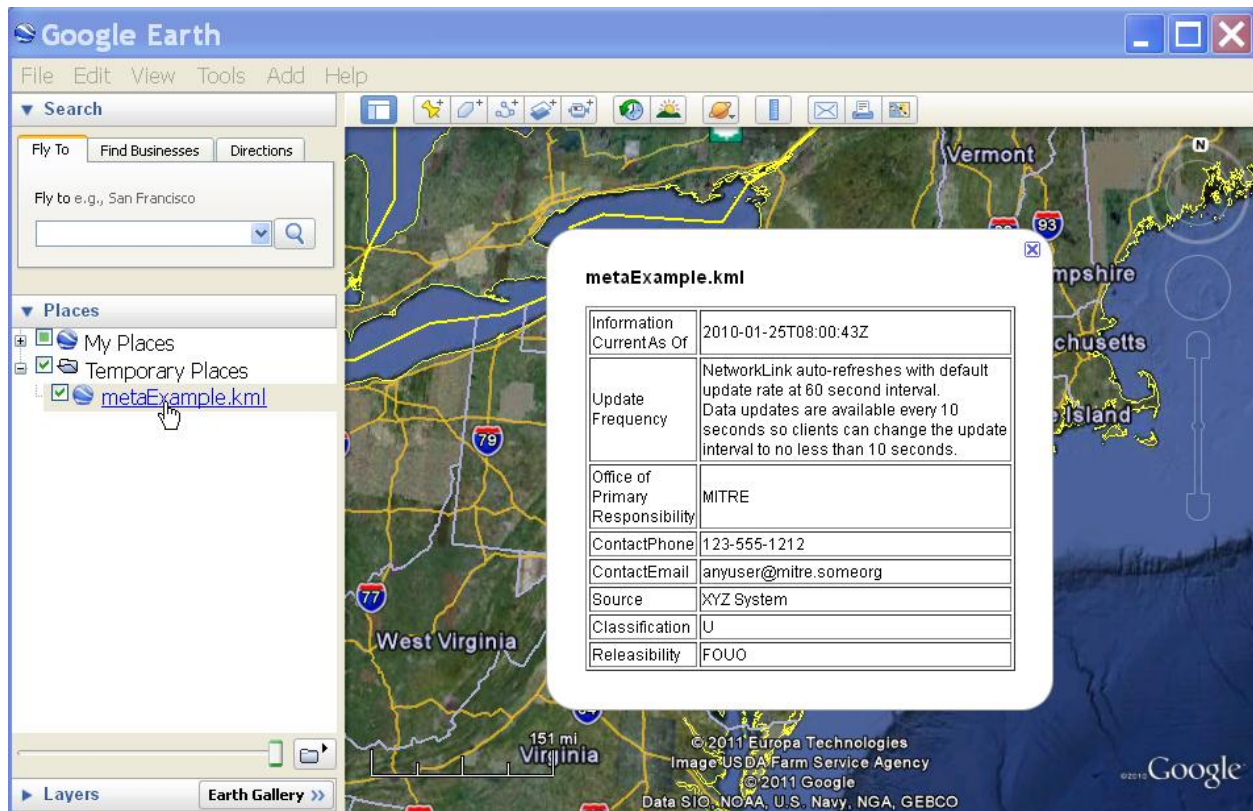 Google Earth
File Edit View Tools Add Help
Search
Fly To
Find Businesses
Directions
Fly to e.g., San Francisco
Places
My Places
Temporary Places
metaExample.kml
Layers
Earth Gallery >>
Vermont
N
93
mpshire
chusetts
Island
79
77
West Virginia
Virginia
151 mi
metaExample.kml
Information
CurrentAs Of
2010-01-25T08:00:43Z
Update
Frequency
NetworkLink auto-refreshes with default
update rate at 60 second interval.
Data updates are available every 10
seconds so clients can change the update
interval to no less than 10 seconds.
Office of
Primary
Responsibility
MITRE
ContactPhone
123-555-1212
ContactEmail
anyuser@mitre.someorg
Source
XYZ System
Classification
U
Releasibility
FOUO
©2011 Europa Technologies
Image USDA Farm Service Agency
©2011 Google
Data SIO, NOAA, U.S. Navy, NGA, GEBCO
©2010 Google